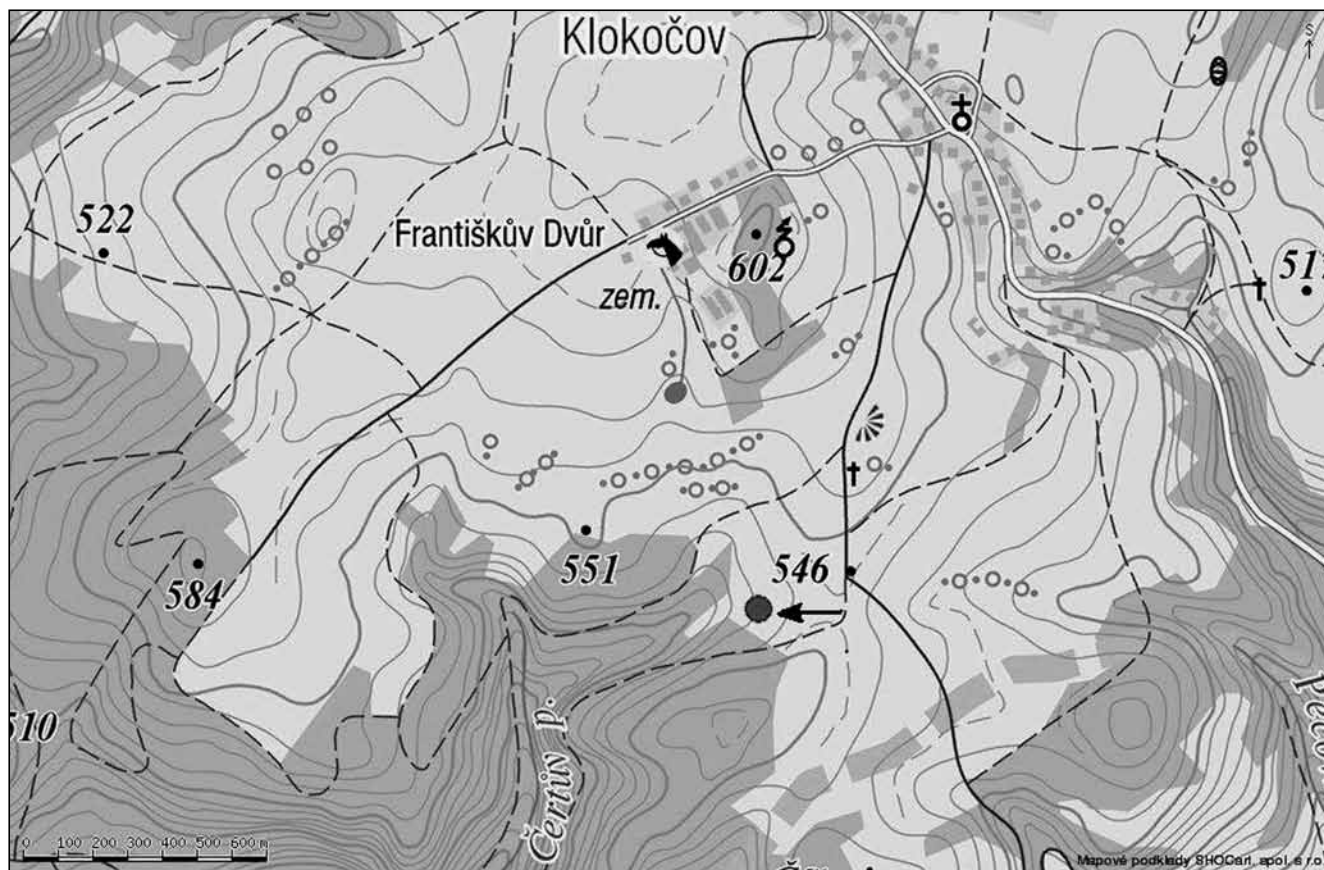 Klokočov
S
522
Františkův Dvůr
602
zem.
551
546
584
510
Čertův p.
0 100 200 300 400 500 600 m
Mapové podklady SHOCart, spol. s r.o.